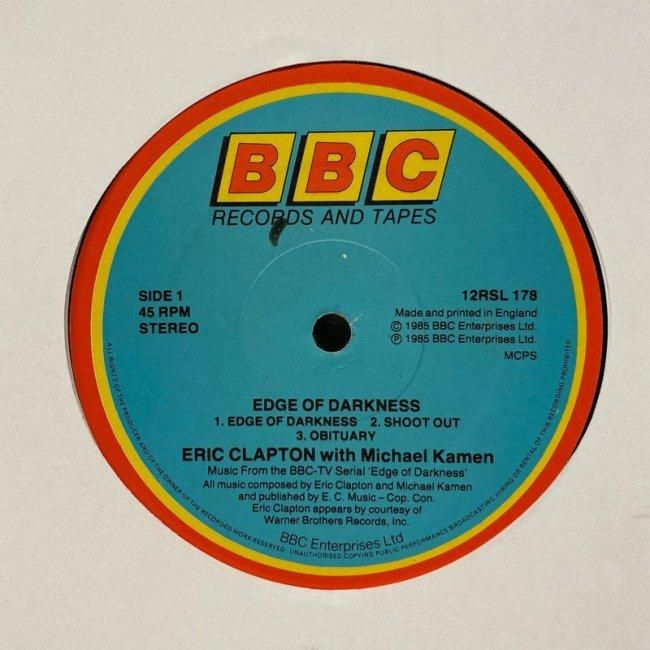 BBC
RECORDS AND TAPES
SIDE 1
45 RPM
STEREO
12RSL 178
Made and printed in England
© 1985 BBC Enterprises Ltd.
℗ 1985 BBC Enterprises Ltd.
MCPS
EDGE OF DARKNESS
1. EDGE OF DARKNESS 2. SHOOT OUT
3. OBITUARY
ERIC CLAPTON with Michael Kamen
Music From the BBC-TV Serial 'Edge of Darkness'
All music composed by Eric Clapton and Michael Kamen
and published by E. C. Music – Cop. Con.
Eric Clapton appears by courtesy of
Warner Brothers Records, Inc.
BBC Enterprises Ltd
ALL RIGHTS OF THE PRODUCER AND OF THE OWNER OF THE RECORDED WORK RESERVED UNAUTHORISED COPYING PUBLIC PERFORMANCE BROADCASTING HIRING OR RENTAL OF THIS RECORDING PROHIBITED